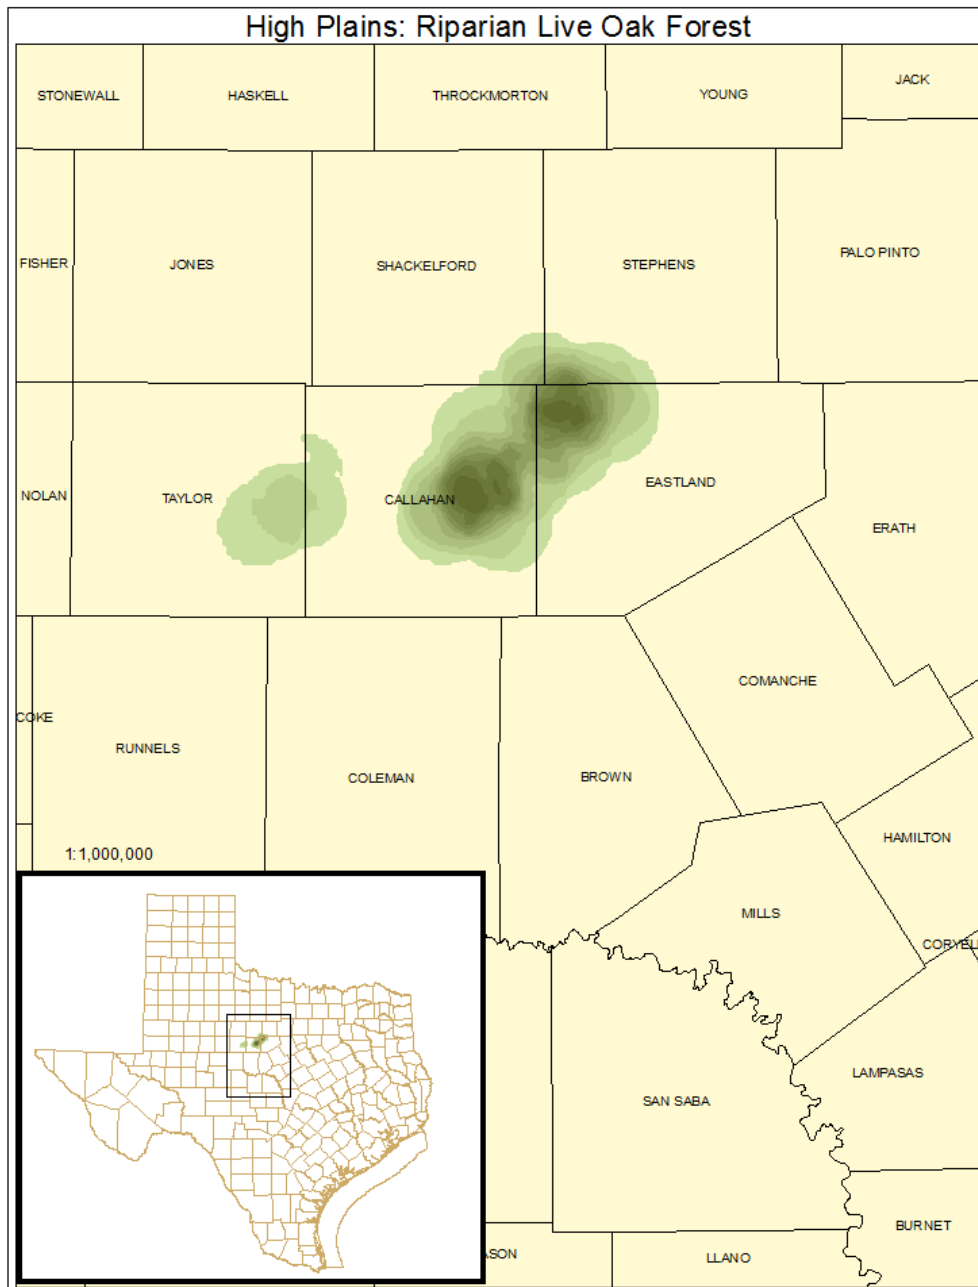 High Plains: Riparian Live Oak Forest
STONEWALL
HASKELL
THROCKMORTON
YOUNG
JACK
FISHER
JONES
SHACKELFORD
STEPHENS
PALO PINTO
NOLAN
TAYLOR
CALLAHAN
EASTLAND
ERATH
COKE
RUNNELS
COLEMAN
BROWN
COMANCHE
HAMILTON
1:1,000,000
MILLS
CORYELL
LAMPASAS
SAN SABA
BURNET
ASON
LLANO